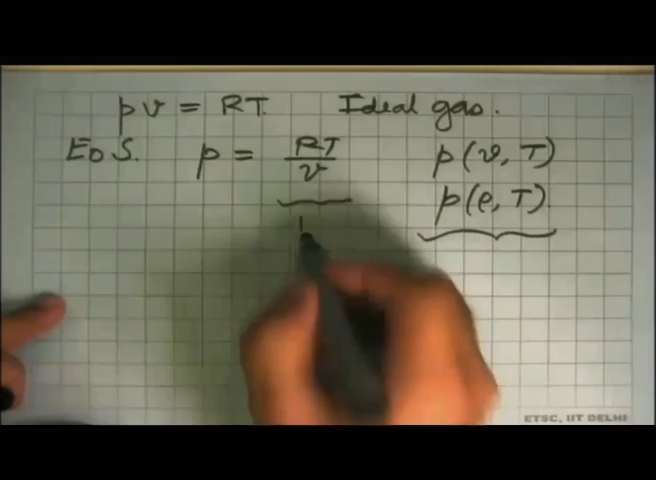 pv = RT. Ideal gas.
EoS. p = RT/v p(v, T)
p(ρ, T).
ETSC, IIT DELHI